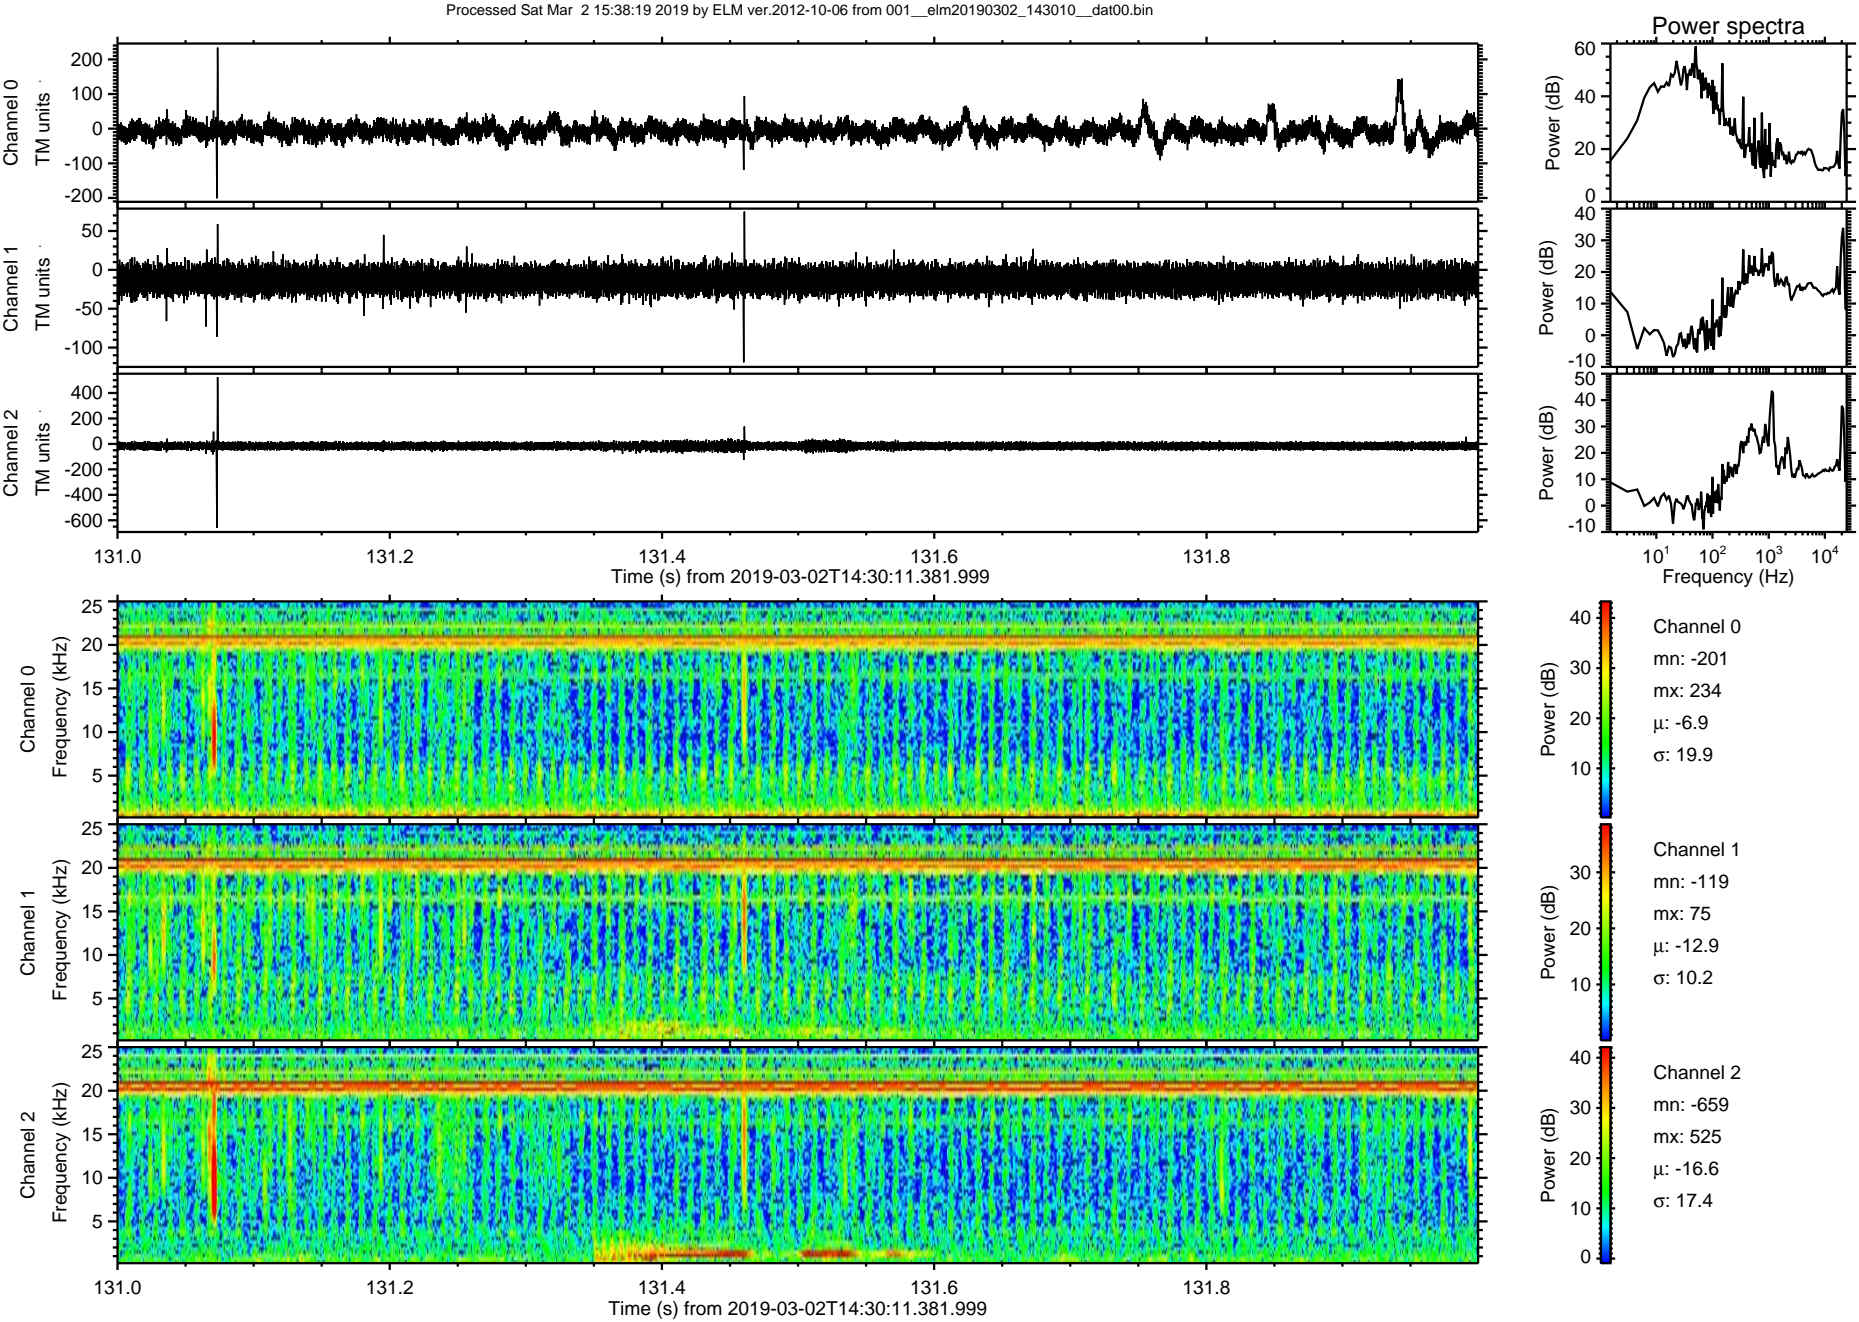 Processed Sat Mar  2 15:38:19 2019 by ELM ver.2012-10-06 from 001__elm20190302_143010__dat00.bin
Power spectra
Channel 0
TM units
200
100
0
-100
-200
Power (dB)
60
40
20
0
Channel 1
TM units
50
0
-50
-100
Power (dB)
40
30
20
10
0
-10
Channel 2
TM units
400
200
0
-200
-400
-600
Power (dB)
50
40
30
20
10
0
-10
131.0 131.2 131.4 131.6 131.8
Time (s) from 2019-03-02T14:30:11.381.999
10^1 10^2 10^3 10^4
Frequency (Hz)
Channel 0
Frequency (kHz)
25
20
15
10
5
Power (dB)
40
30
20
10
Channel 0
mn: -201
mx: 234
μ: -6.9
σ: 19.9
Channel 1
Frequency (kHz)
25
20
15
10
5
Power (dB)
30
20
10
Channel 1
mn: -119
mx: 75
μ: -12.9
σ: 10.2
Channel 2
Frequency (kHz)
25
20
15
10
5
Power (dB)
40
30
20
10
0
Channel 2
mn: -659
mx: 525
μ: -16.6
σ: 17.4
131.0 131.2 131.4 131.6 131.8
Time (s) from 2019-03-02T14:30:11.381.999